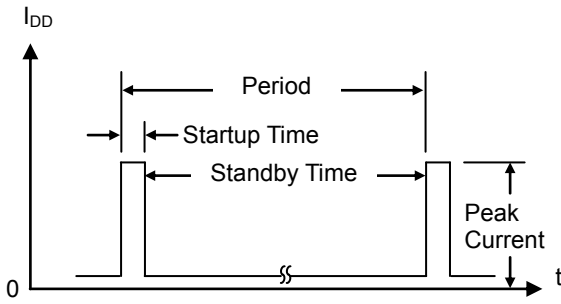 IDD
Period
Startup Time
Standby Time
Peak
Current
0
t